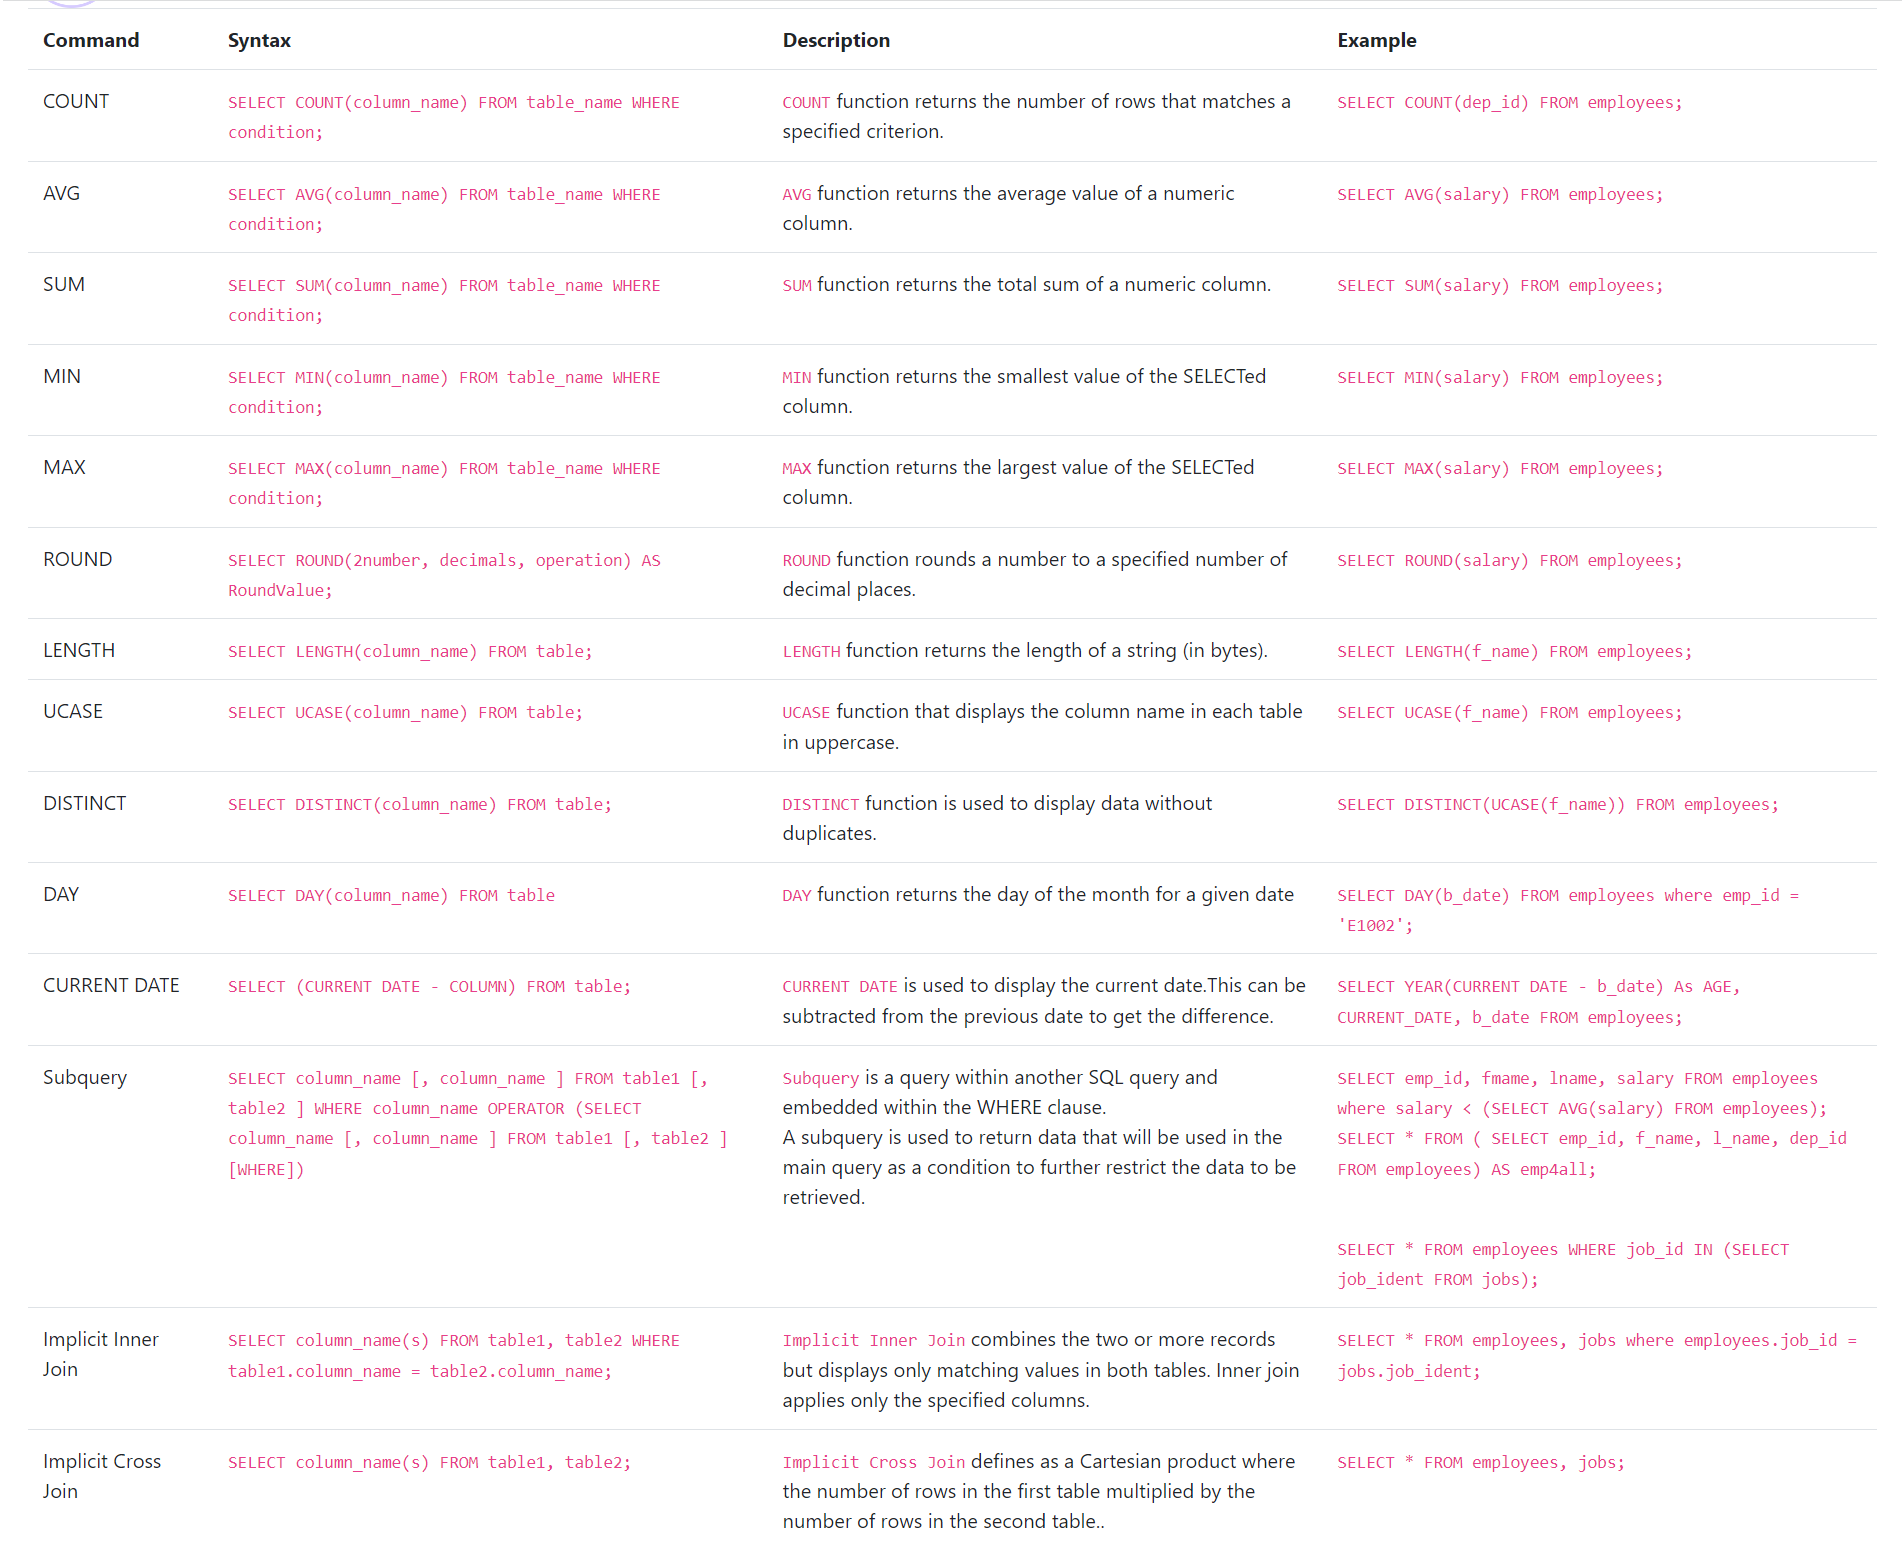 Command Syntax Description Example
COUNT SELECT COUNT(column_name) FROM table_name WHERE COUNT function returns the number of rows that matches a SELECT COUNT(dep_id) FROM employees;
condition; specified criterion.
AVG SELECT AVG(column_name) FROM table_name WHERE AVG function returns the average value of a numeric SELECT AVG(salary) FROM employees;
condition; column.
SUM SELECT SUM(column_name) FROM table_name WHERE SUM function returns the total sum of a numeric column. SELECT SUM(salary) FROM employees;
condition;
MIN SELECT MIN(column_name) FROM table_name WHERE MIN function returns the smallest value of the SELECTed SELECT MIN(salary) FROM employees;
condition; column.
MAX SELECT MAX(column_name) FROM table_name WHERE MAX function returns the largest value of the SELECTed SELECT MAX(salary) FROM employees;
condition; column.
ROUND SELECT ROUND(2number, decimals, operation) AS ROUND function rounds a number to a specified number of SELECT ROUND(salary) FROM employees;
RoundValue; decimal places.
LENGTH SELECT LENGTH(column_name) FROM table; LENGTH function returns the length of a string (in bytes). SELECT LENGTH(f_name) FROM employees;
UCASE SELECT UCASE(column_name) FROM table; UCASE function that displays the column name in each table SELECT UCASE(f_name) FROM employees;
in uppercase.
DISTINCT SELECT DISTINCT(column_name) FROM table; DISTINCT function is used to display data without SELECT DISTINCT(UCASE(f_name)) FROM employees;
duplicates.
DAY SELECT DAY(column_name) FROM table DAY function returns the day of the month for a given date SELECT DAY(b_date) FROM employees where emp_id =
'E1002';
CURRENT DATE SELECT (CURRENT DATE - COLUMN) FROM table; CURRENT DATE is used to display the current date.This can be SELECT YEAR(CURRENT DATE - b_date) As AGE,
subtracted from the previous date to get the difference. CURRENT_DATE, b_date FROM employees;
Subquery SELECT column_name [, column_name ] FROM table1 [, Subquery is a query within another SQL query and SELECT emp_id, fmame, lname, salary FROM employees
table2 ] WHERE column_name OPERATOR (SELECT embedded within the WHERE clause. where salary < (SELECT AVG(salary) FROM employees);
column_name [, column_name ] FROM table1 [, table2 ] A subquery is used to return data that will be used in the SELECT * FROM ( SELECT emp_id, f_name, l_name, dep_id
[WHERE]) main query as a condition to further restrict the data to be FROM employees) AS emp4all;
retrieved.
SELECT * FROM employees WHERE job_id IN (SELECT
job_ident FROM jobs);
Implicit Inner SELECT column_name(s) FROM table1, table2 WHERE Implicit Inner Join combines the two or more records SELECT * FROM employees, jobs where employees.job_id =
Join table1.column_name = table2.column_name; but displays only matching values in both tables. Inner join jobs.job_ident;
applies only the specified columns.
Implicit Cross SELECT column_name(s) FROM table1, table2; Implicit Cross Join defines as a Cartesian product where SELECT * FROM employees, jobs;
Join the number of rows in the first table multiplied by the
number of rows in the second table..